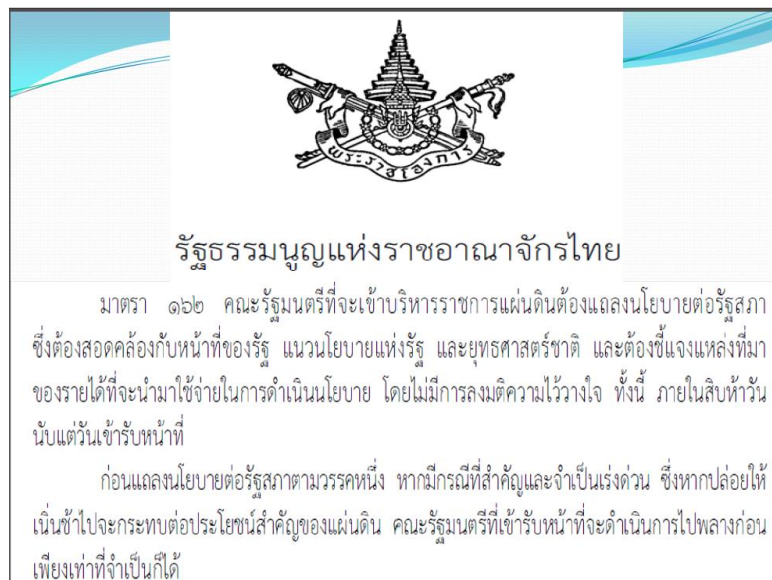 พระราชโองการ
รัฐธรรมนูญแห่งราชอาณาจักรไทย
มาตรา ๑๖๒ คณะรัฐมนตรีที่จะเข้าบริหารราชการแผ่นดินต้องแถลงนโยบายต่อรัฐสภา
ซึ่งต้องสอดคล้องกับหน้าที่ของรัฐ แนวนโยบายแห่งรัฐ และยุทธศาสตร์ชาติ และต้องชี้แจงแหล่งที่มา
ของรายได้ที่จะนำมาใช้จ่ายในการดำเนินนโยบาย โดยไม่มีการลงมติความไว้วางใจ ทั้งนี้ ภายในสิบห้าวัน
นับแต่วันเข้ารับหน้าที่
ก่อนแถลงนโยบายต่อรัฐสภาตามวรรคหนึ่ง หากมีกรณีที่สำคัญและจำเป็นเร่งด่วน ซึ่งหากปล่อยให้
เนิ่นช้าไปจะกระทบต่อประโยชน์สำคัญของแผ่นดิน คณะรัฐมนตรีที่เข้ารับหน้าที่จะดำเนินการไปพลางก่อน
เพียงเท่าที่จำเป็นก็ได้